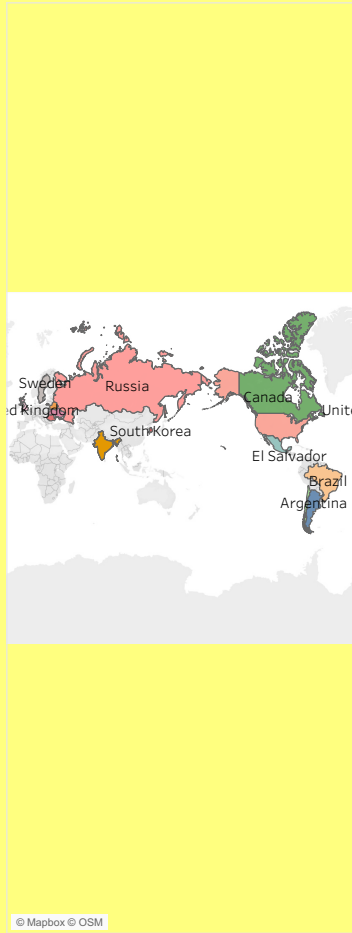 Sweden
Russia
Canada
ed Kingdom
Unite
South Korea
El Salvador
Brazil
Argentina
© Mapbox © OSM